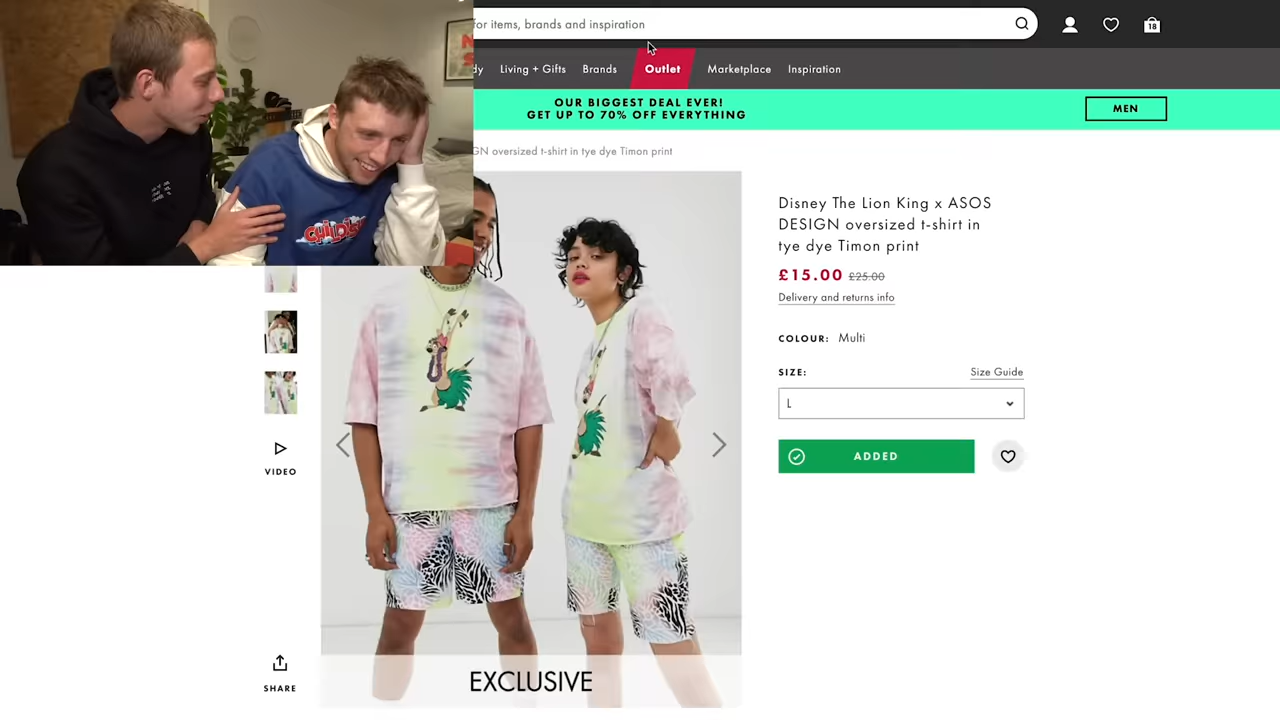 for items, brands and inspiration
18
dy
Living + Gifts
Brands
Outlet
Marketplace
Inspiration
OUR BIGGEST DEAL EVER!
GET UP TO 70% OFF EVERYTHING
MEN
GN oversized t-shirt in tye dye Timon print
CHILDISH
Disney The Lion King x ASOS
DESIGN oversized t-shirt in
tye dye Timon print
£15.00 £25.00
Delivery and returns info
COLOUR: Multi
SIZE:
Size Guide
L
ADDED
VIDEO
SHARE
EXCLUSIVE